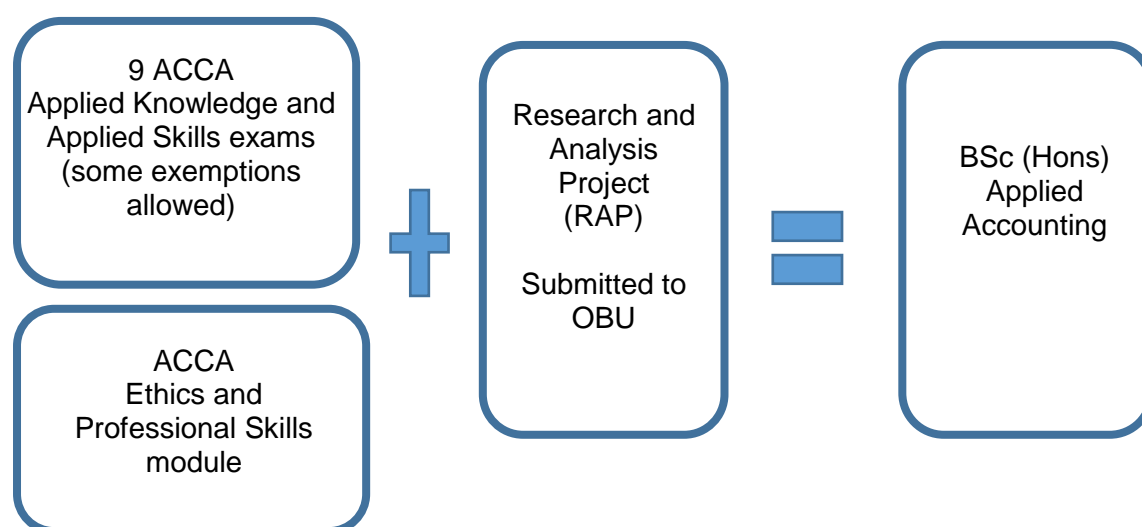 9 ACCA
Applied Knowledge and
Applied Skills exams
(some exemptions
allowed)
ACCA
Ethics and
Professional Skills
module
Research and
Analysis
Project
(RAP)
Submitted to
OBU
BSc (Hons)
Applied
Accounting